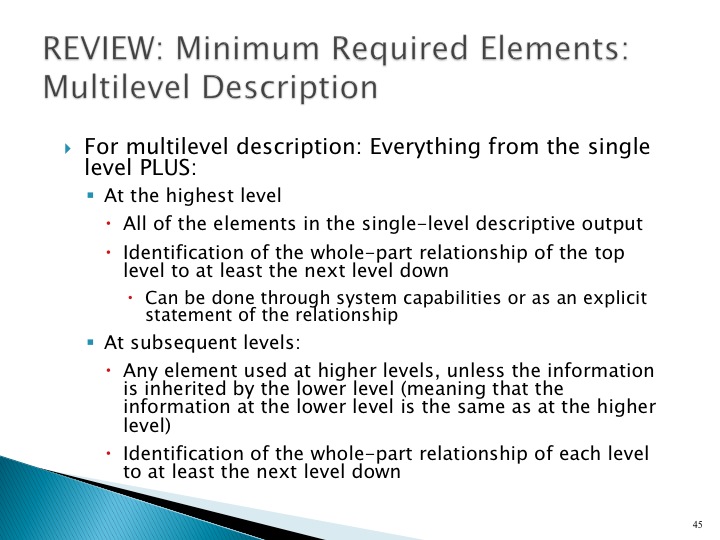 REVIEW: Minimum Required Elements:
Multilevel Description
For multilevel description: Everything from the single
level PLUS:
At the highest level
All of the elements in the single-level descriptive output
Identification of the whole-part relationship of the top
level to at least the next level down
Can be done through system capabilities or as an explicit
statement of the relationship
At subsequent levels:
Any element used at higher levels, unless the information
is inherited by the lower level (meaning that the
information at the lower level is the same as at the higher
level)
Identification of the whole-part relationship of each level
to at least the next level down
45